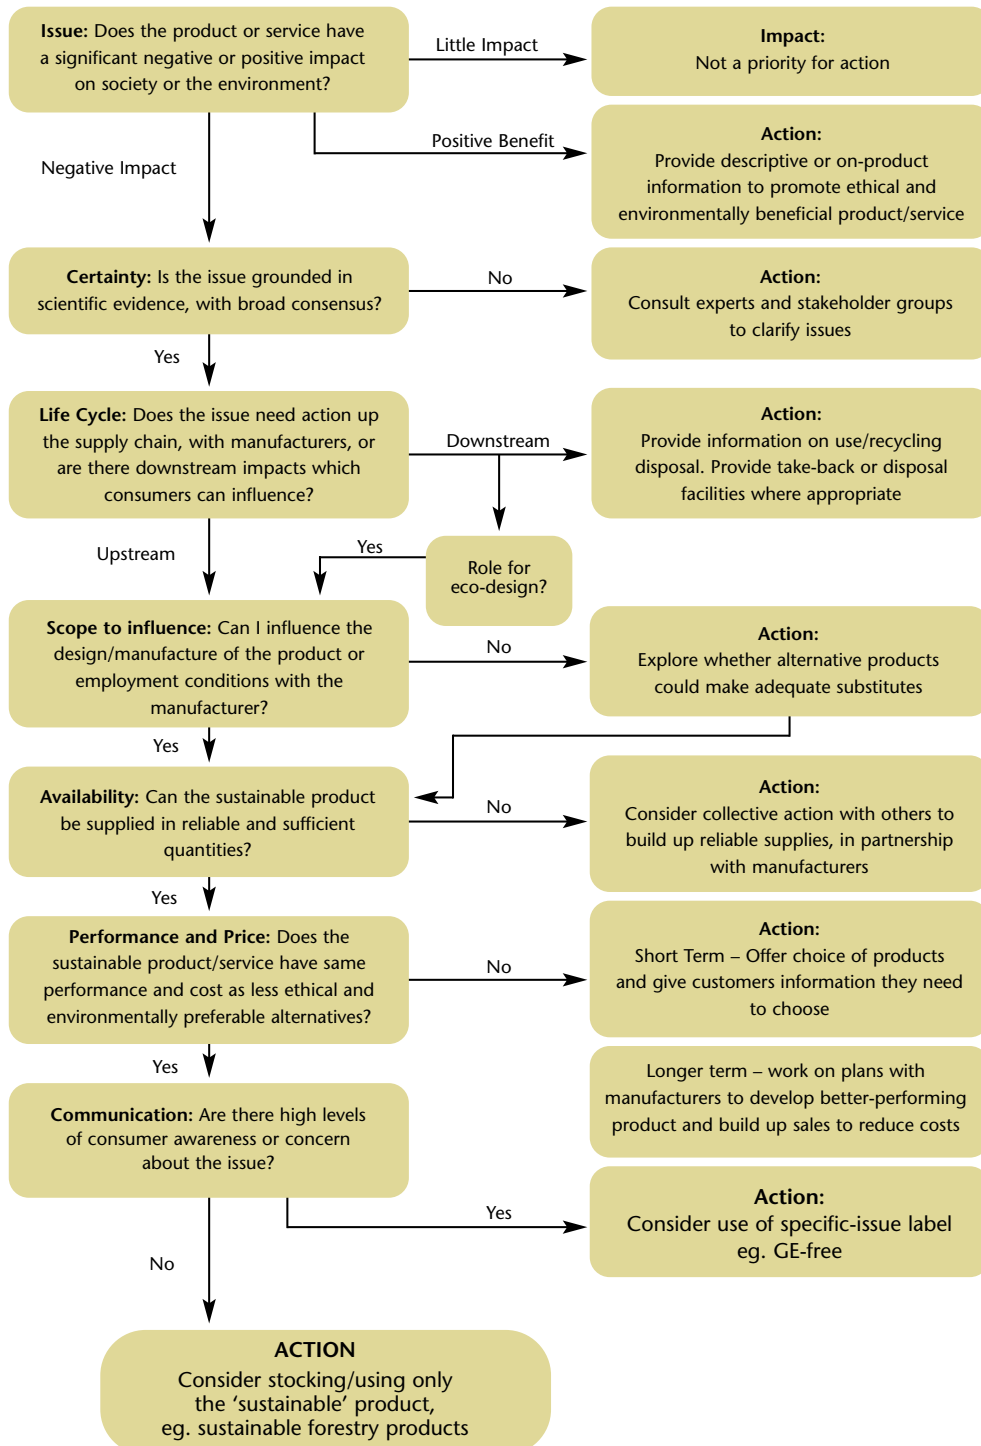 Issue: Does the product or service have
a significant negative or positive impact
on society or the environment?
Little Impact
Impact:
Not a priority for action
Positive Benefit
Action:
Provide descriptive or on-product
information to promote ethical and
environmentally beneficial product/service
Negative Impact
Certainty: Is the issue grounded in
scientific evidence, with broad consensus?
No
Action:
Consult experts and stakeholder groups
to clarify issues
Yes
Life Cycle: Does the issue need action up
the supply chain, with manufacturers, or
are there downstream impacts which
consumers can influence?
Downstream
Action:
Provide information on use/recycling
disposal. Provide take-back or disposal
facilities where appropriate
Upstream
Yes
Role for
eco-design?
Scope to influence: Can I influence the
design/manufacture of the product or
employment conditions with the
manufacturer?
No
Action:
Explore whether alternative products
could make adequate substitutes
Yes
Availability: Can the sustainable product
be supplied in reliable and sufficient
quantities?
No
Action:
Consider collective action with others to
build up reliable supplies, in partnership
with manufacturers
Yes
Performance and Price: Does the
sustainable product/service have same
performance and cost as less ethical and
environmentally preferable alternatives?
No
Action:
Short Term – Offer choice of products
and give customers information they need
to choose
Yes
Longer term – work on plans with
manufacturers to develop better-performing
product and build up sales to reduce costs
Communication: Are there high levels
of consumer awareness or concern
about the issue?
Yes
Action:
Consider use of specific-issue label
eg. GE-free
No
ACTION
Consider stocking/using only
the ‘sustainable’ product,
eg. sustainable forestry products